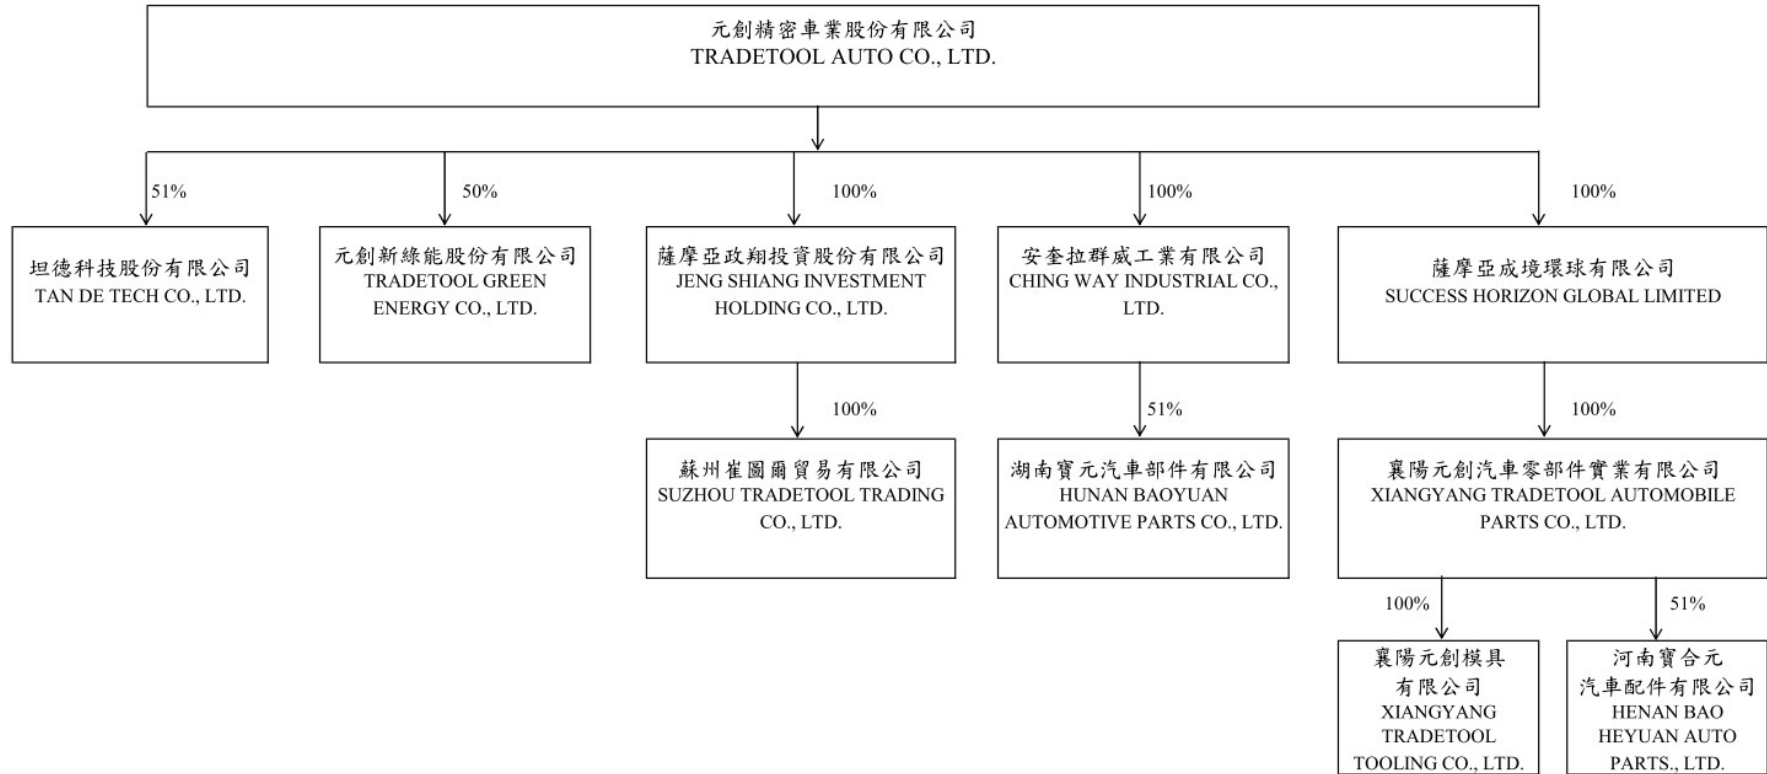 元創精密車業股份有限公司
TRADETOOL AUTO CO., LTD.
51%
50%
100%
100%
100%
坦德科技股份有限公司
TAN DE TECH CO., LTD.
元創新綠能股份有限公司
TRADETOOL GREEN
ENERGY CO., LTD.
薩摩亞政翔投資股份有限公司
JENG SHIANG INVESTMENT
HOLDING CO., LTD.
安奎拉群威工業有限公司
CHING WAY INDUSTRIAL CO.,
LTD.
薩摩亞成境環球有限公司
SUCCESS HORIZON GLOBAL LIMITED
100%
51%
100%
蘇州崔圖爾貿易有限公司
SUZHOU TRADETOOL TRADING
CO., LTD.
湖南寶元汽車部件有限公司
HUNAN BAOYUAN
AUTOMOTIVE PARTS CO., LTD.
襄陽元創汽車零部件實業有限公司
XIANGYANG TRADETOOL AUTOMOBILE
PARTS CO., LTD.
100%
51%
襄陽元創模具
有限公司
XIANGYANG
TRADETOOL
TOOLING CO., LTD.
河南寶合元
汽車配件有限公司
HENAN BAO
HEYUAN AUTO
PARTS., LTD.